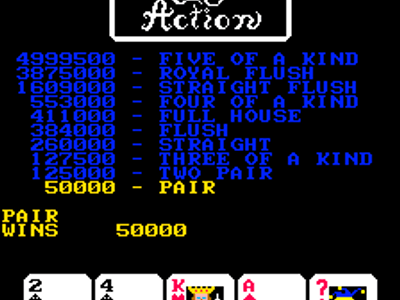 Action
4999500 - FIVE OF A KIND
3875000 - ROYAL FLUSH
1609000 - STRAIGHT FLUSH
553000 - FOUR OF A KIND
411000 - FULL HOUSE
384000 - FLUSH
260000 - STRAIGHT
127500 - THREE OF A KIND
125000 - TWO PAIR
50000 - PAIR
PAIR
WINS 50000
2 4 K A ?